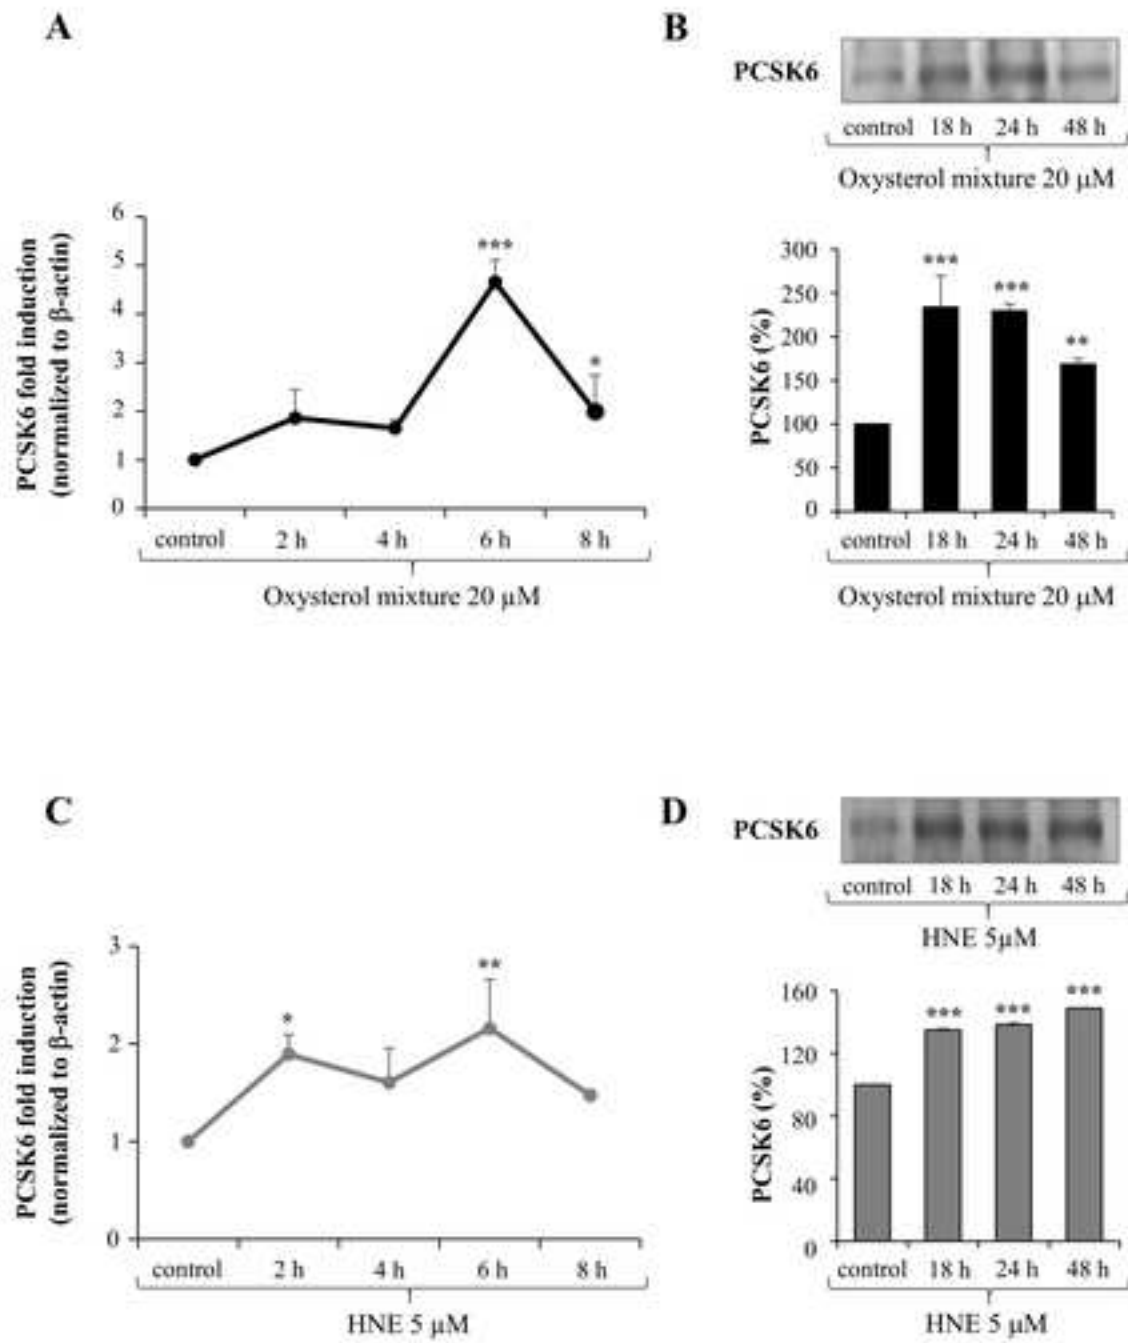 A
PCSK6 fold induction
(normalized to β-actin)
6
5
4
3
2
1
0
***
*
control 2 h 4 h 6 h 8 h
Oxysterol mixture 20 µM
B
PCSK6
control 18 h 24 h 48 h
Oxysterol mixture 20 µM
PCSK6 (%)
300
250
200
150
100
50
0
*** *** **
control 18 h 24 h 48 h
Oxysterol mixture 20 µM
C
PCSK6 fold induction
(normalized to β-actin)
3
2
1
0
* **
control 2 h 4 h 6 h 8 h
HNE 5 µM
D
PCSK6
control 18 h 24 h 48 h
HNE 5µM
PCSK6 (%)
160
120
80
40
0
*** *** ***
control 18 h 24 h 48 h
HNE 5 µM